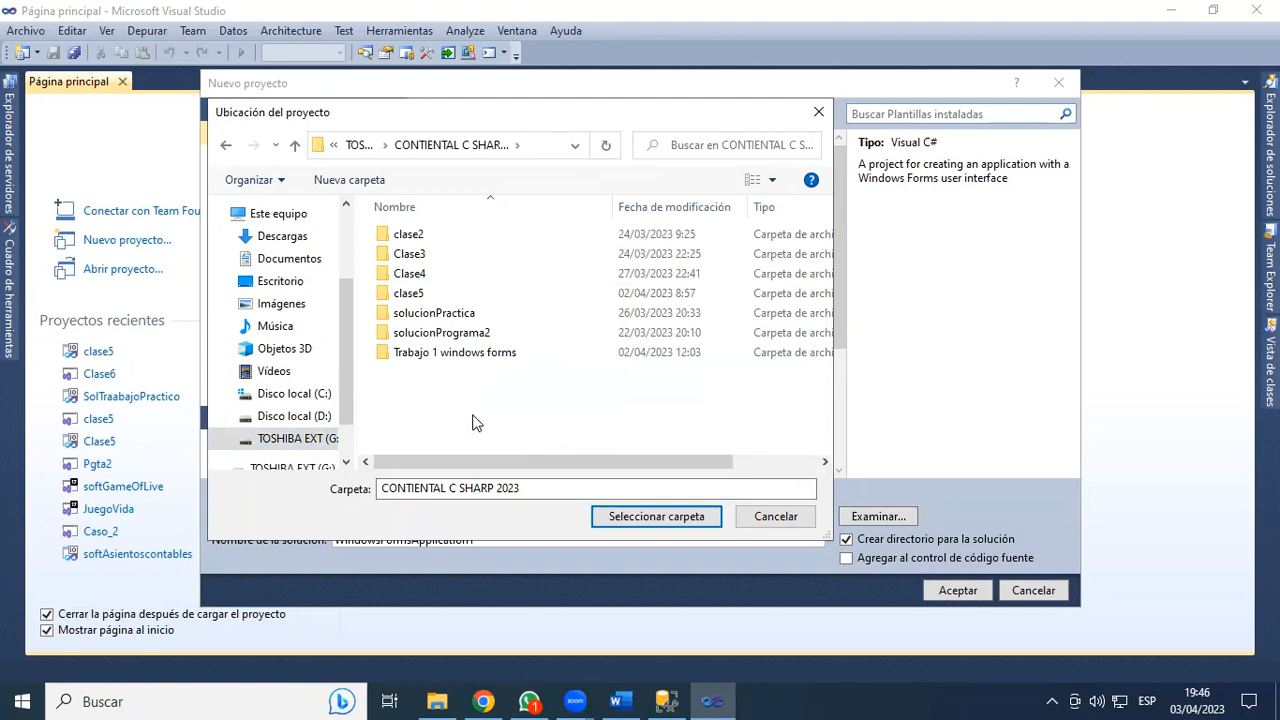 Página principal - Microsoft Visual Studio
Archivo Editar Ver Depurar Team Datos Architecture Test Herramientas Analyze Ventana Ayuda
Página principal
Explorador de servidores
Cuadro de herramientas
Conectar con Team Fou
Nuevo proyecto...
Abrir proyecto...
Proyectos recientes
clase5
Clase6
SolTraabajoPractico
clase5
Clase5
Pgta2
softGameOfLive
JuegoVida
Caso_2
softAsientoscontables
Cerrar la página después de cargar el proyecto
Mostrar página al inicio
Nuevo proyecto
Ubicación del proyecto
TOS... CONTIENTAL C SHAR...
Buscar en CONTIENTAL C S...
Organizar Nueva carpeta
Este equipo
Descargas
Documentos
Escritorio
Imágenes
Música
Objetos 3D
Vídeos
Disco local (C:)
Disco local (D:)
TOSHIBA EXT (G:
TOSHIBA EXT (G:)
Nombre Fecha de modificación Tipo
clase2 24/03/2023 9:25 Carpeta de archi
Clase3 24/03/2023 22:25 Carpeta de archi
Clase4 27/03/2023 22:41 Carpeta de archi
clase5 02/04/2023 8:57 Carpeta de archi
solucionPractica 26/03/2023 20:33 Carpeta de archi
solucionPrograma2 22/03/2023 20:10 Carpeta de archi
Trabajo 1 windows forms 02/04/2023 12:03 Carpeta de archi
Carpeta: CONTIENTAL C SHARP 2023
Seleccionar carpeta Cancelar
Nombre de la solución: WindowsFormsApplication1
Buscar Plantillas instaladas
Tipo: Visual C#
A project for creating an application with a
Windows Forms user interface
Examinar...
Crear directorio para la solución
Agregar al control de código fuente
Aceptar Cancelar
Explorador de soluciones
Team Explorer
Vista de clases
Buscar
1
zoom
ESP
19:46
03/04/2023